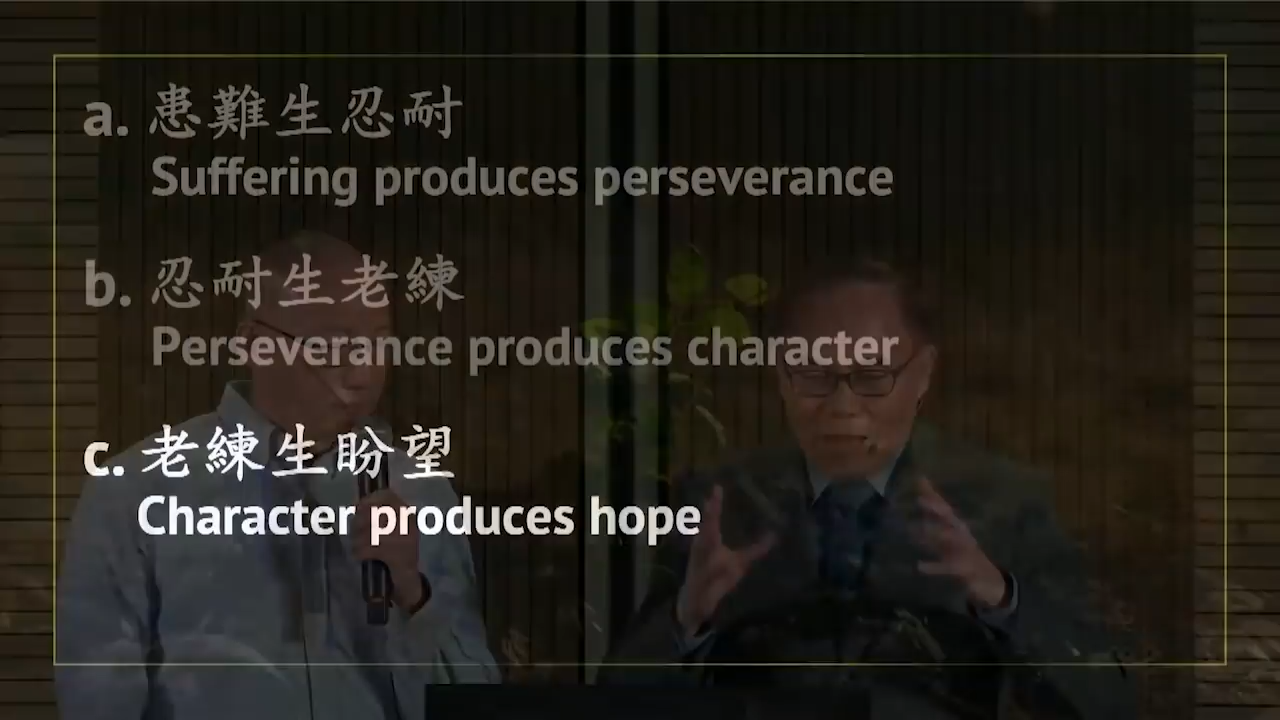 a. 患難生忍耐
Suffering produces perseverance
b. 忍耐生老練
Perseverance produces character
c. 老練生盼望
Character produces hope